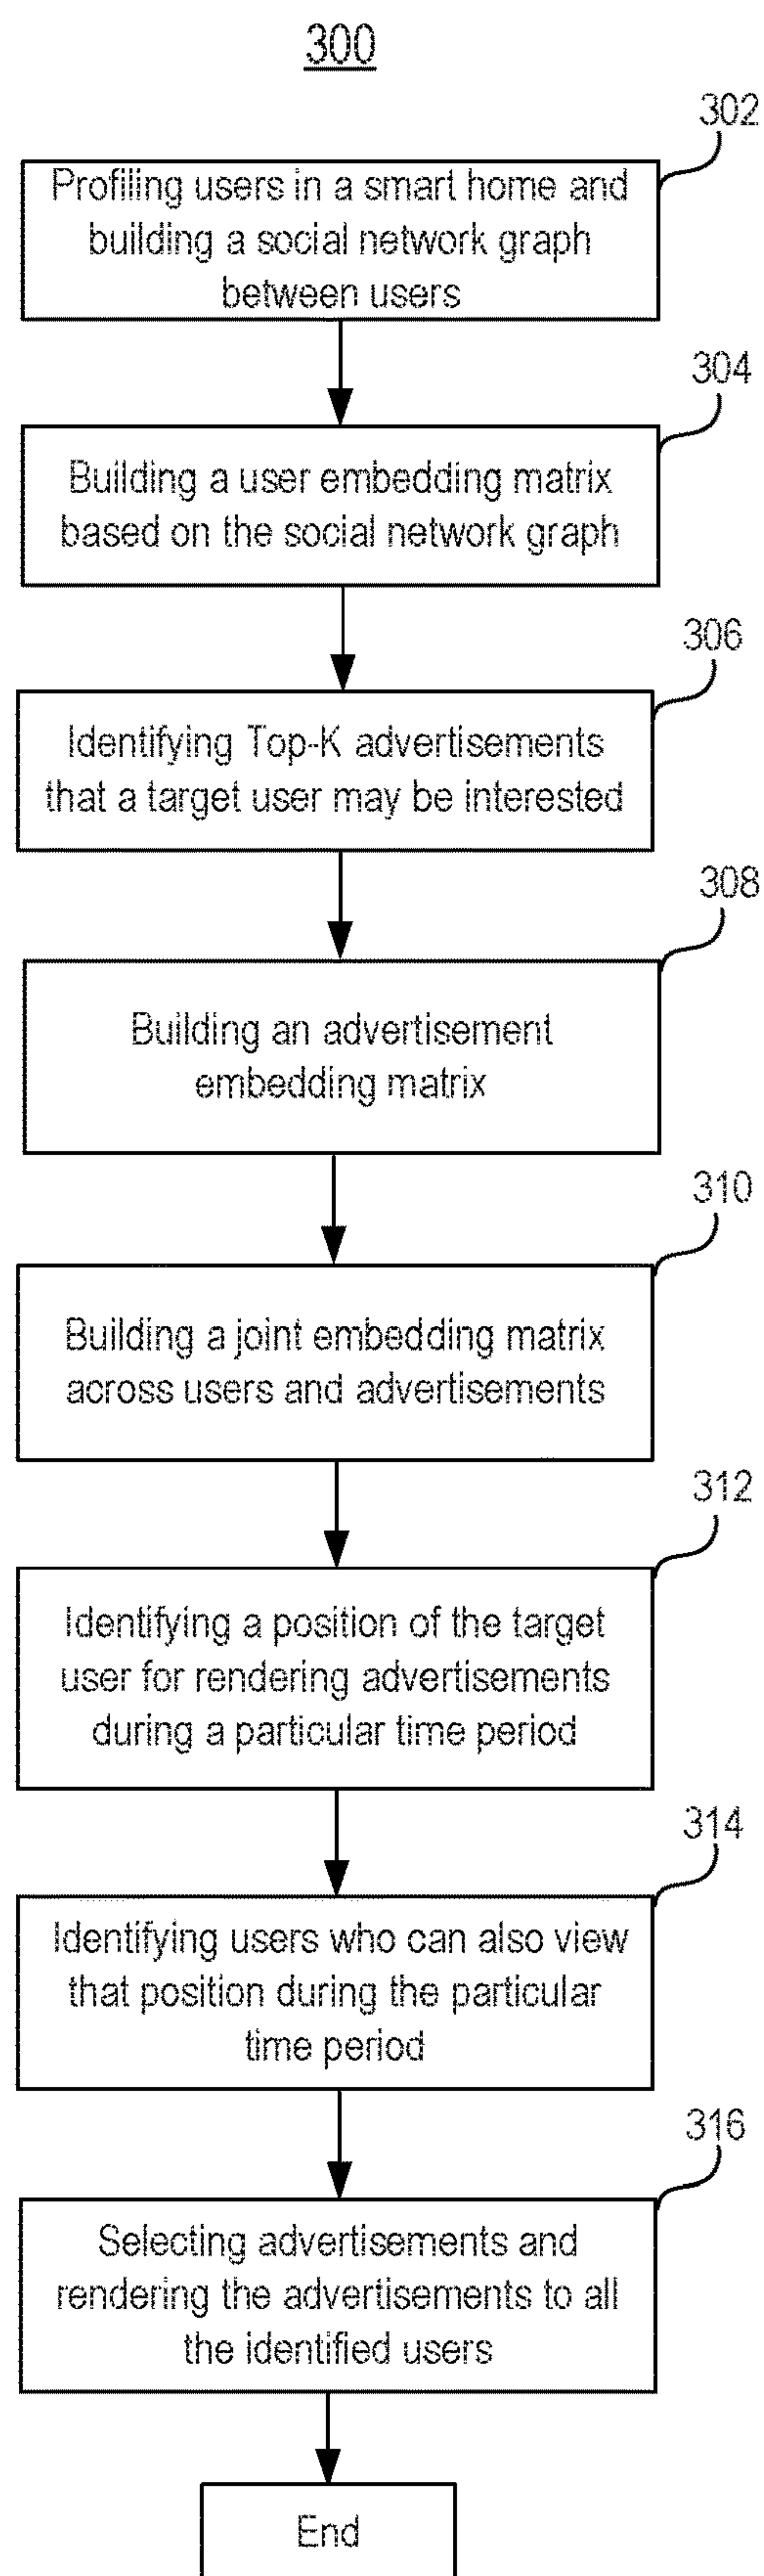 300
302
Profiling users in a smart home and
building a social network graph
between users
304
Building a user embedding matrix
based on the social network graph
306
Identifying Top-K advertisements
that a target user may be interested
308
Building an advertisement
embedding matrix
310
Building a joint embedding matrix
across users and advertisements
312
Identifying a position of the target
user for rendering advertisements
during a particular time period
314
Identifying users who can also view
that position during the particular
time period
316
Selecting advertisements and
rendering the advertisements to all
the identified users
End